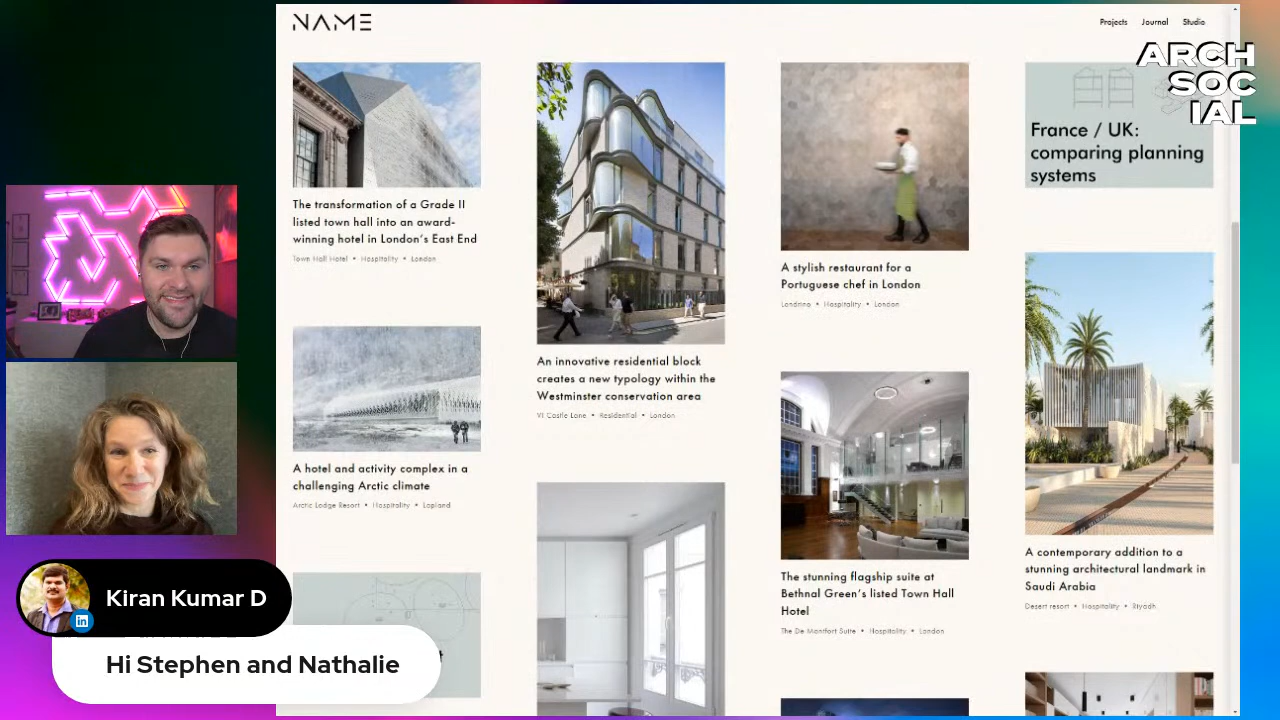 NAME
Projects Journal Studio
ARCH
SOC
IAL
The transformation of a Grade II
listed town hall into an award-
winning hotel in London's East End
Town Hall Hotel • Hospitality • London
A hotel and activity complex in a
challenging Arctic climate
Arctic Lodge Resort • Hospitality • Lapland
An innovative residential block
creates a new typology within the
Westminster conservation area
VI Castle Lane • Residential • London
A stylish restaurant for a
Portuguese chef in London
Londrino • Hospitality • London
The stunning flagship suite at
Bethnal Green's listed Town Hall
Hotel
The De Montfort Suite • Hospitality • London
France / UK:
comparing planning
systems
A contemporary addition to a
stunning architectural landmark in
Saudi Arabia
Desert resort • Hospitality • Riyadh
Kiran Kumar D
Hi Stephen and Nathalie